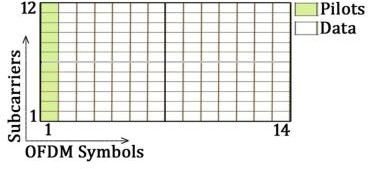 12
Pilots
Data
Subcarriers
1
1
14
OFDM Symbols